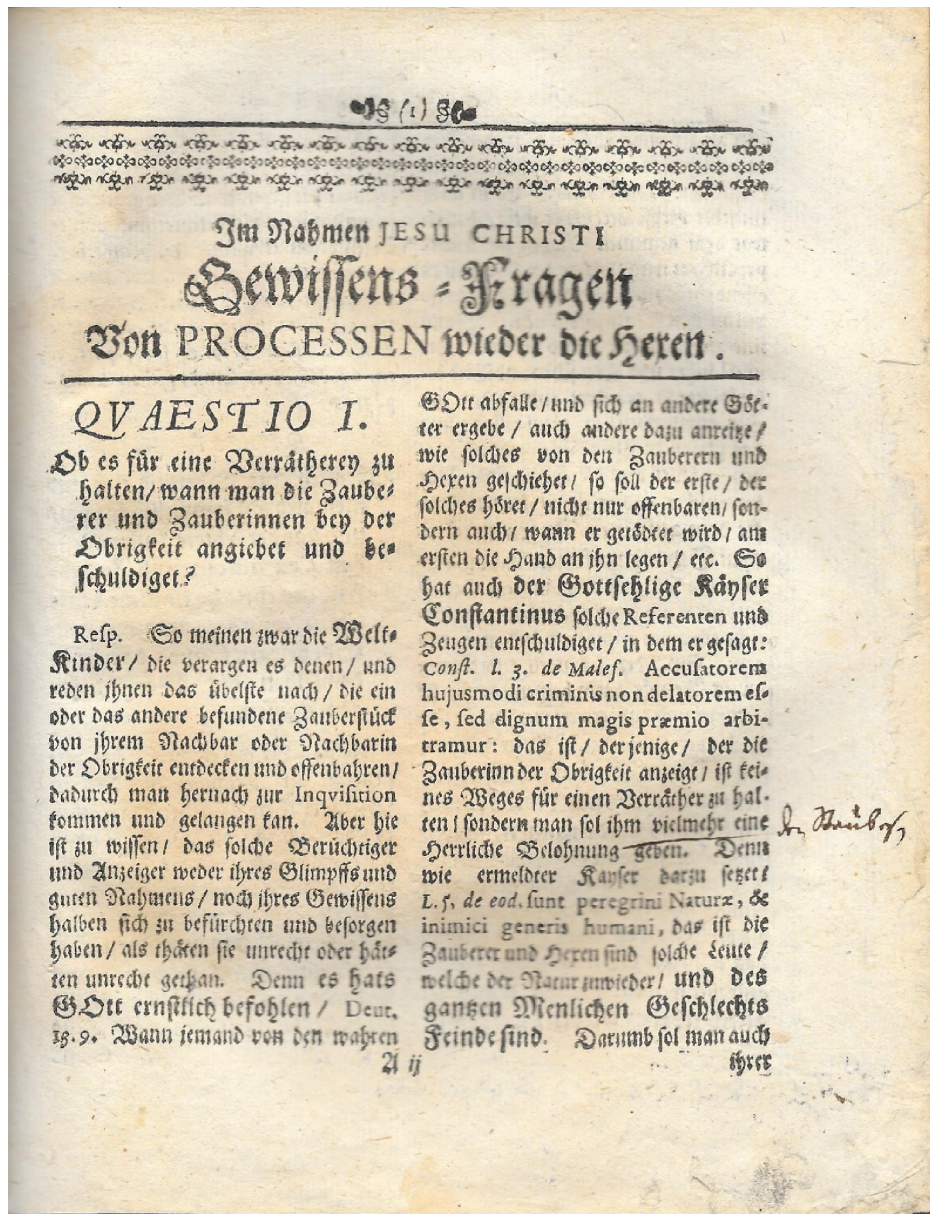 (1)
Im Nahmen JESU CHRISTI
Gewissens-Fragen
Von PROCESSEN wieder die Hexen.
QVAESTIO I.
Ob es für eine Verrätherey zu
halten/ wann man die Zaube-
rer und Zauberinnen bey der
Obrigkeit angiebet und be-
schuldiget?
Resp. So meinen zwar die Welt-
Kinder/ die verargen es denen/ und
reden jhnen das übelste nach/ die ein
oder das andere befundene Zauberstück
von jhrem Nachbar oder Nachbarin
der Obrigkeit entdecken und offenbahren/
dadurch man hernach zur Inqvisition
kommen und gelangen kan. Aber hie
ist zu wissen/ das solche Berüchtiger
und Anzeiger weder ihres Glimpffs und
guten Nahmens/ noch ihres Gewissens
halben sich zu befürchten und besorgen
haben/ als thäten sie unrecht oder hät-
ten unrecht gethan. Denn es hats
GOtt ernstlich befohlen/ Deut.
9. Wann jemand von den wahren
GOtt abfalle/ und sich an andere Göt-
ter ergebe/ auch andere dazu anreitze/
wie solches von den Zauberern und
Hexen geschiehet/ so soll der erste/ der
solches höret/ nicht nur offenbaren/ son-
dern auch/ wann er getödtet wird/ am
ersten die Hand an ihn legen/ etc. So
hat auch der Gottsehlige Käyser
Constantinus solche Referenten und
Zeugen entschuldiget/ in dem er gesagt:
Const. l. 3. de Malef. Accusatorem
hujusmodi criminis non delatorem es-
se, sed dignum magis præmio arbi-
tramur: das ist/ derjenige/ der die
Zauberinn der Obrigkeit anzeigt/ ist kei-
nes Weges für einen Verräther zu hal-
ten/ sondern man sol ihm vielmehr eine
Herrliche Belohnung geben. Denn
wie ermeldter Kayser darzu setzet/
L. 5. de eod. sunt peregrini Naturæ, &
inimici generis humani, das ist die
Zauberer und Hexen sind solche Leute/
welche der Natur zuwieder/ und des
gantzen Menlichen Geschlechts
Feinde sind. Darumb sol man auch
A ij
ihrer